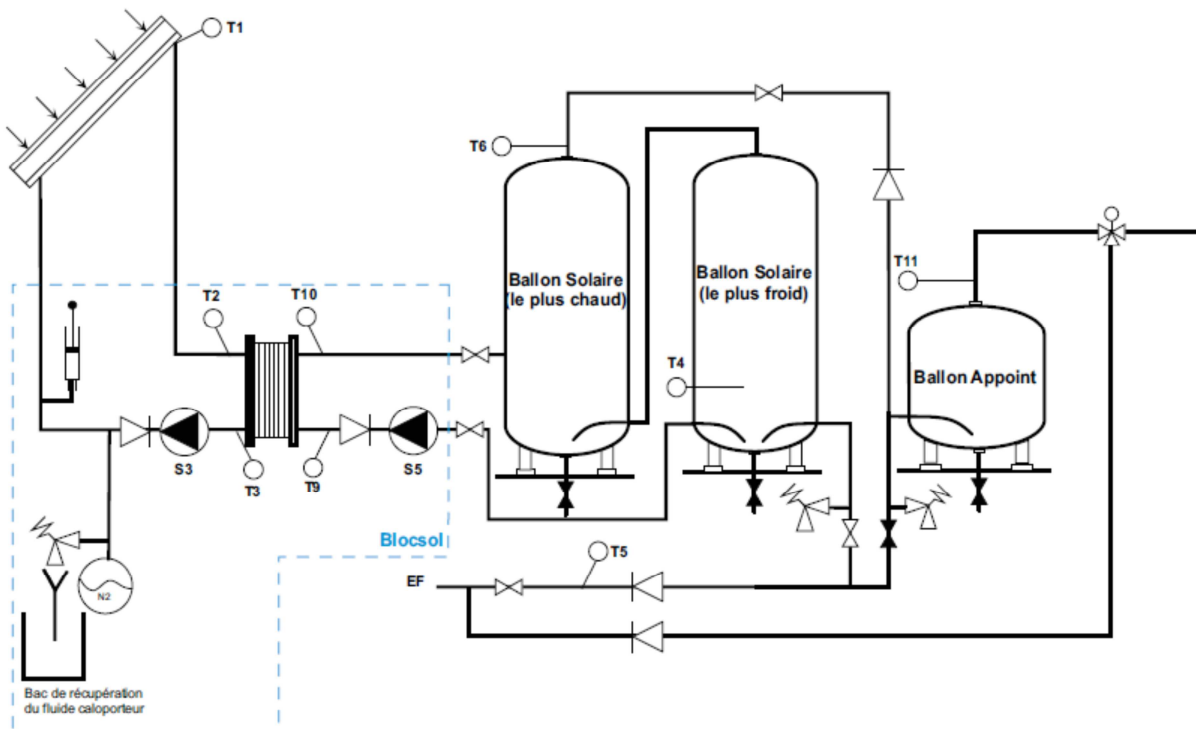 T1
T6
T11
Ballon Solaire
(le plus chaud)
Ballon Solaire
(le plus froid)
T2
T10
T4
Ballon Appoint
S3
S5
T3
T9
Blocsol
T5
EF
N2
Bac de récupération
du fluide caloporteur